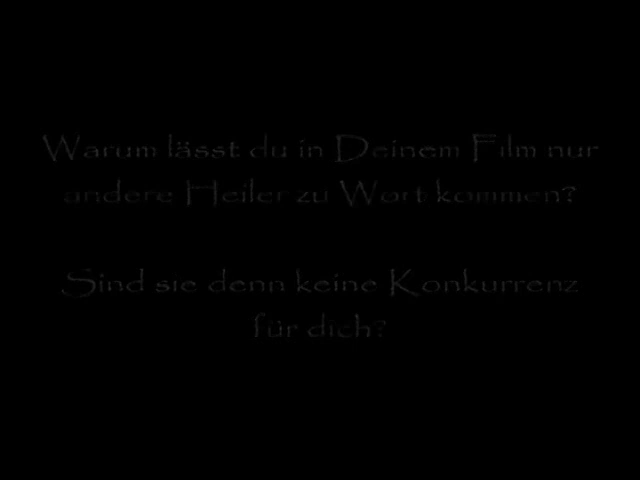 Warum lässt du in Deinem Film nur
andere Heiler zu Wort kommen?
Sind sie denn keine Konkurrenz
für dich?